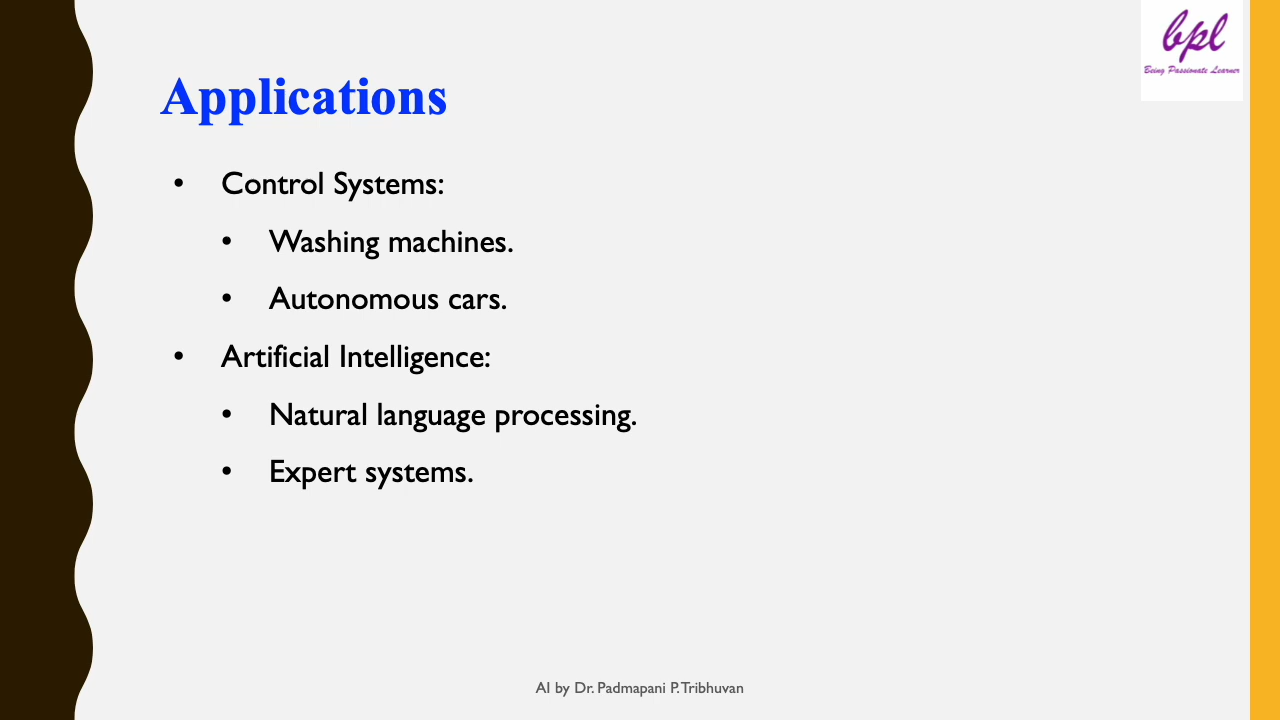 bpl
Being Passionate Learner
Applications
• Control Systems:
• Washing machines.
• Autonomous cars.
• Artificial Intelligence:
• Natural language processing.
• Expert systems.
AI by Dr. Padmapani P. Tribhuvan